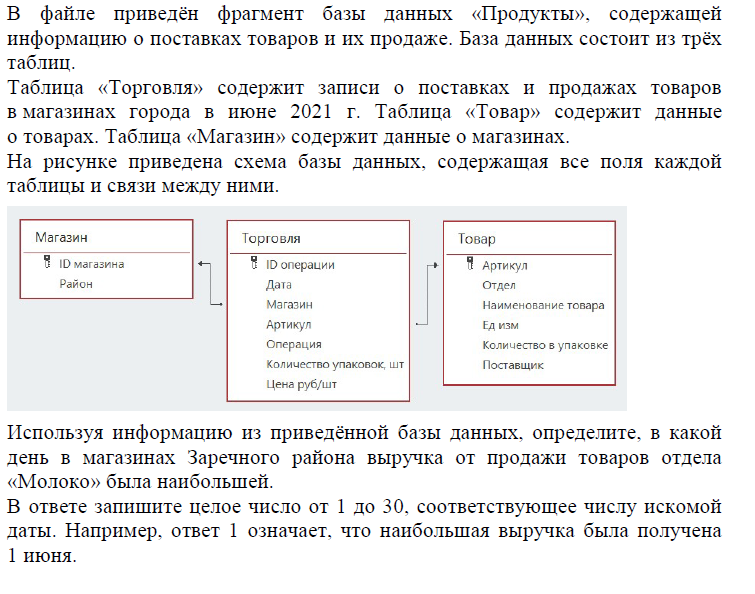 В файле приведён фрагмент базы данных «Продукты», содержащей
информацию о поставках товаров и их продаже. База данных состоит из трёх
таблиц.
Таблица «Торговля» содержит записи о поставках и продажах товаров
в магазинах города в июне 2021 г. Таблица «Товар» содержит данные
о товарах. Таблица «Магазин» содержит данные о магазинах.
На рисунке приведена схема базы данных, содержащая все поля каждой
таблицы и связи между ними.
Магазин
ID магазина
Район
Торговля
ID операции
Дата
Магазин
Артикул
Операция
Количество упаковок, шт
Цена руб/шт
Товар
Артикул
Отдел
Наименование товара
Ед изм
Количество в упаковке
Поставщик
Используя информацию из приведённой базы данных, определите, в какой
день в магазинах Заречного района выручка от продажи товаров отдела
«Молоко» была наибольшей.
В ответе запишите целое число от 1 до 30, соответствующее числу искомой
даты. Например, ответ 1 означает, что наибольшая выручка была получена
1 июня.